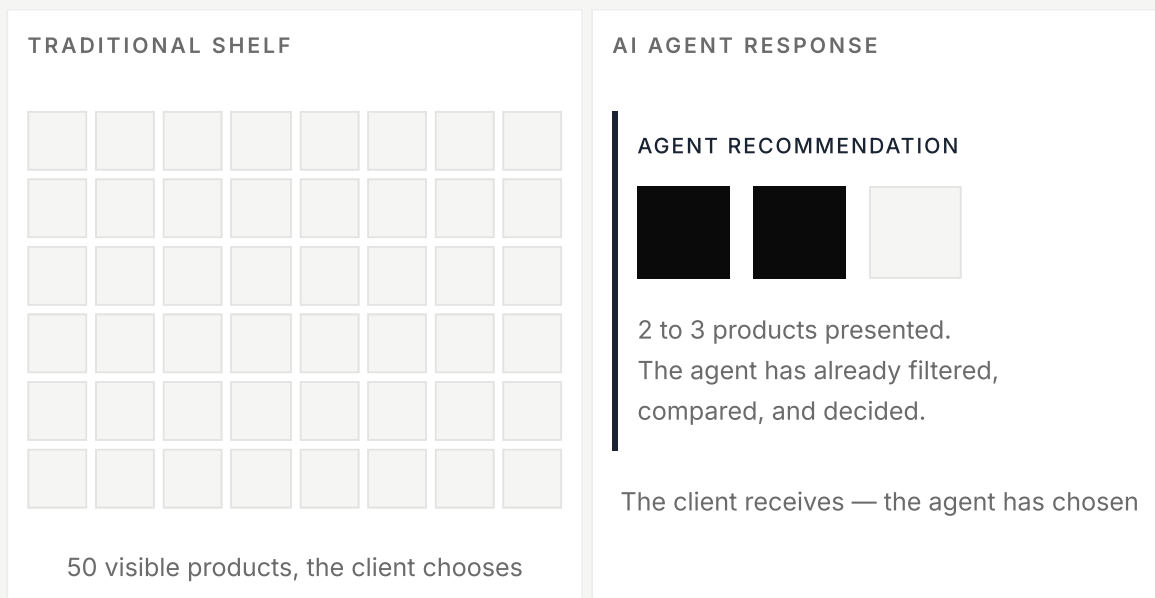 TRADITIONAL SHELF
50 visible products, the client chooses
AI AGENT RESPONSE
AGENT RECOMMENDATION
2 to 3 products presented.
The agent has already filtered,
compared, and decided.
The client receives — the agent has chosen